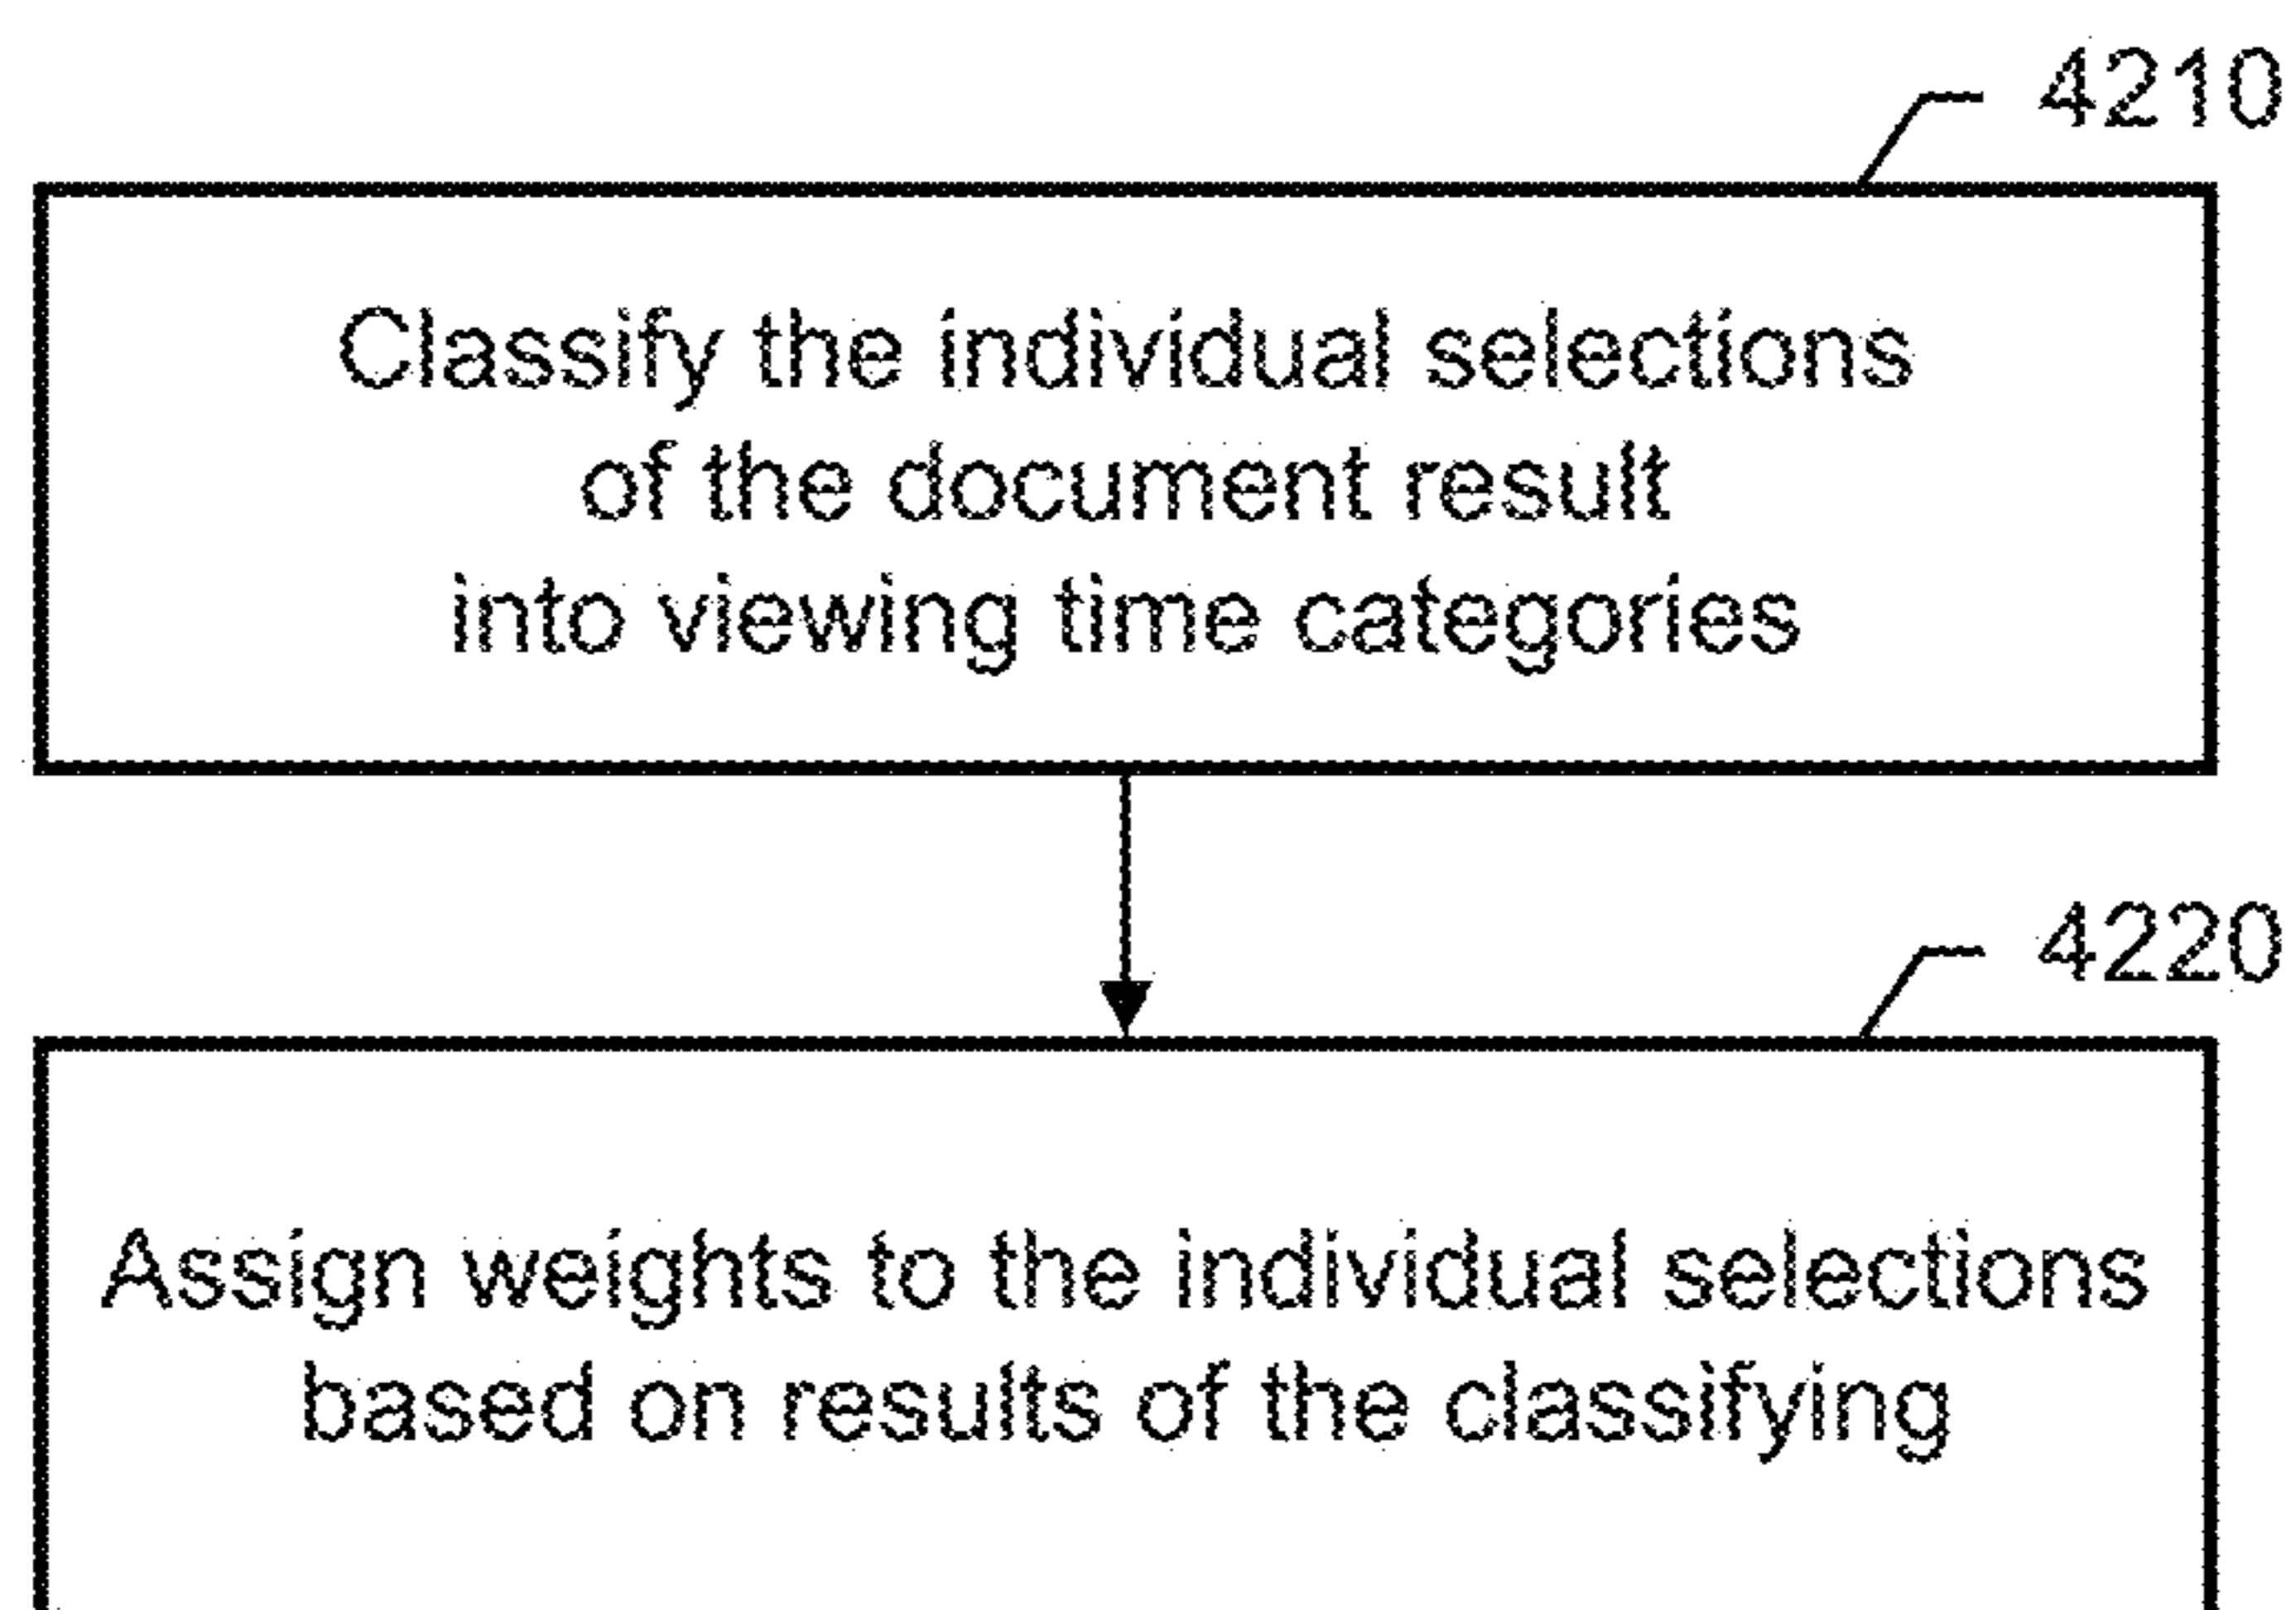 4210
Classify the individual selections
of the document result
into viewing time categories
4220
Assign weights to the individual selections
based on results of the classifying